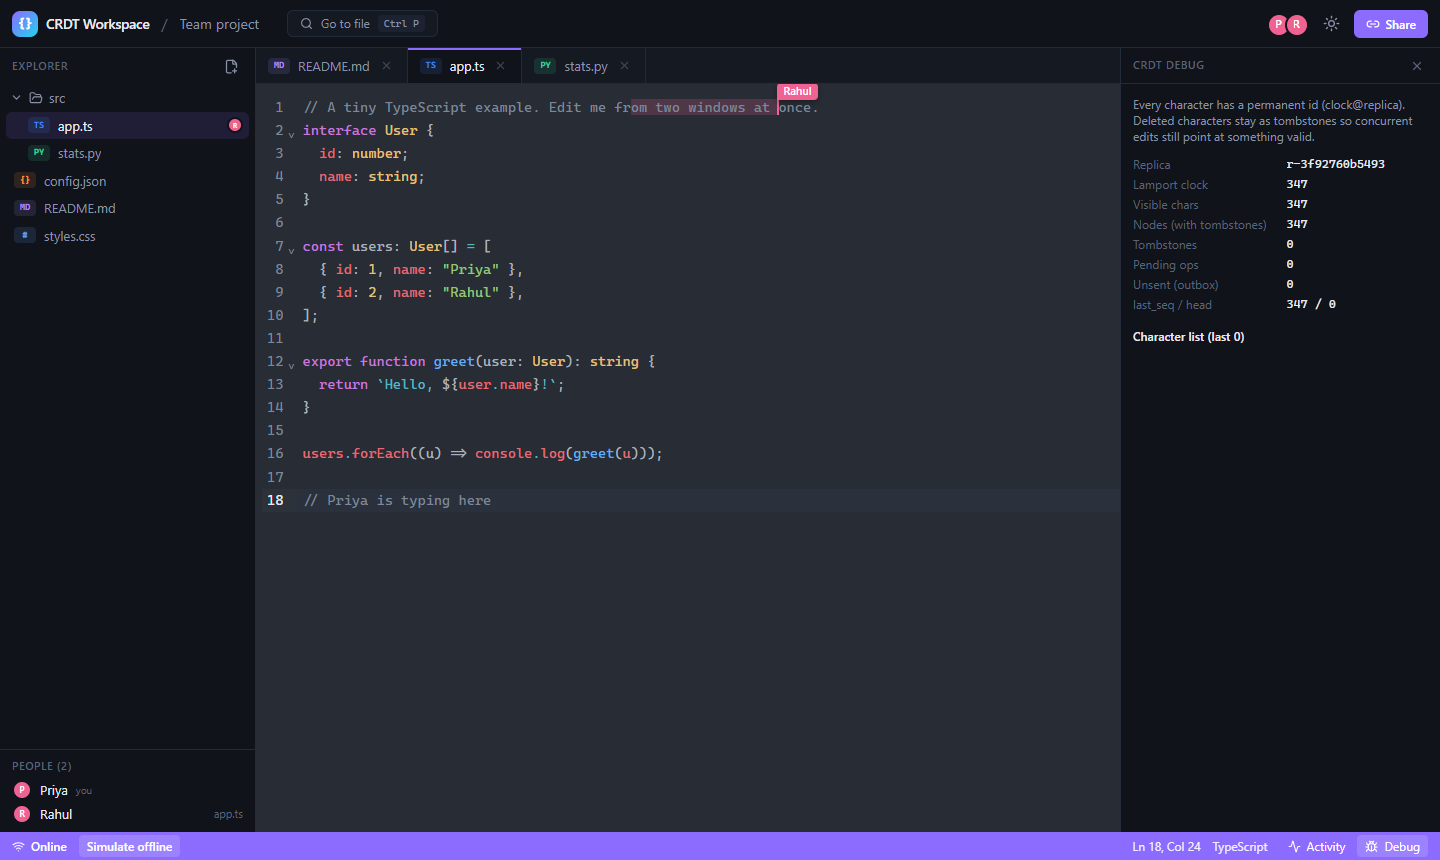 {} CRDT Workspace / Team project Go to file Ctrl P P R Share
EXPLORER
src
TS app.ts R
PY stats.py
{} config.json
MD README.md
# styles.css
PEOPLE (2)
P Priya you
R Rahul app.ts
MD README.md TS app.ts PY stats.py
Rahul
1 // A tiny TypeScript example. Edit me from two windows at once.
2 interface User {
3 id: number;
4 name: string;
5 }
6
7 const users: User[] = [
8 { id: 1, name: "Priya" },
9 { id: 2, name: "Rahul" },
10 ];
11
12 export function greet(user: User): string {
13 return `Hello, ${user.name}!`;
14 }
15
16 users.forEach((u) => console.log(greet(u)));
17
18 // Priya is typing here
CRDT DEBUG
Every character has a permanent id (clock@replica).
Deleted characters stay as tombstones so concurrent
edits still point at something valid.
Replica r-3f92760b5493
Lamport clock 347
Visible chars 347
Nodes (with tombstones) 347
Tombstones 0
Pending ops 0
Unsent (outbox) 0
last_seq / head 347 / 0
Character list (last 0)
Online Simulate offline Ln 18, Col 24 TypeScript Activity Debug